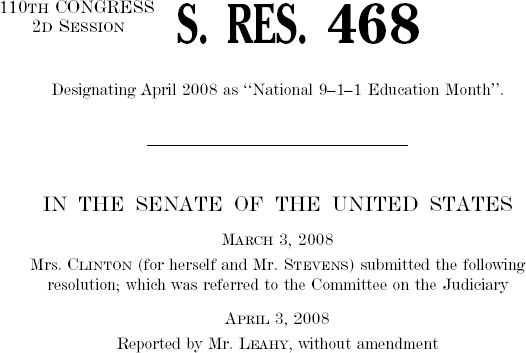 110TH CONGRESS
2D SESSION
S. RES. 468
Designating April 2008 as ‘‘National 9–1–1 Education Month’’.
IN THE SENATE OF THE UNITED STATES
MARCH 3, 2008
Mrs. CLINTON (for herself and Mr. STEVENS) submitted the following
resolution; which was referred to the Committee on the Judiciary
APRIL 3, 2008
Reported by Mr. LEAHY, without amendment